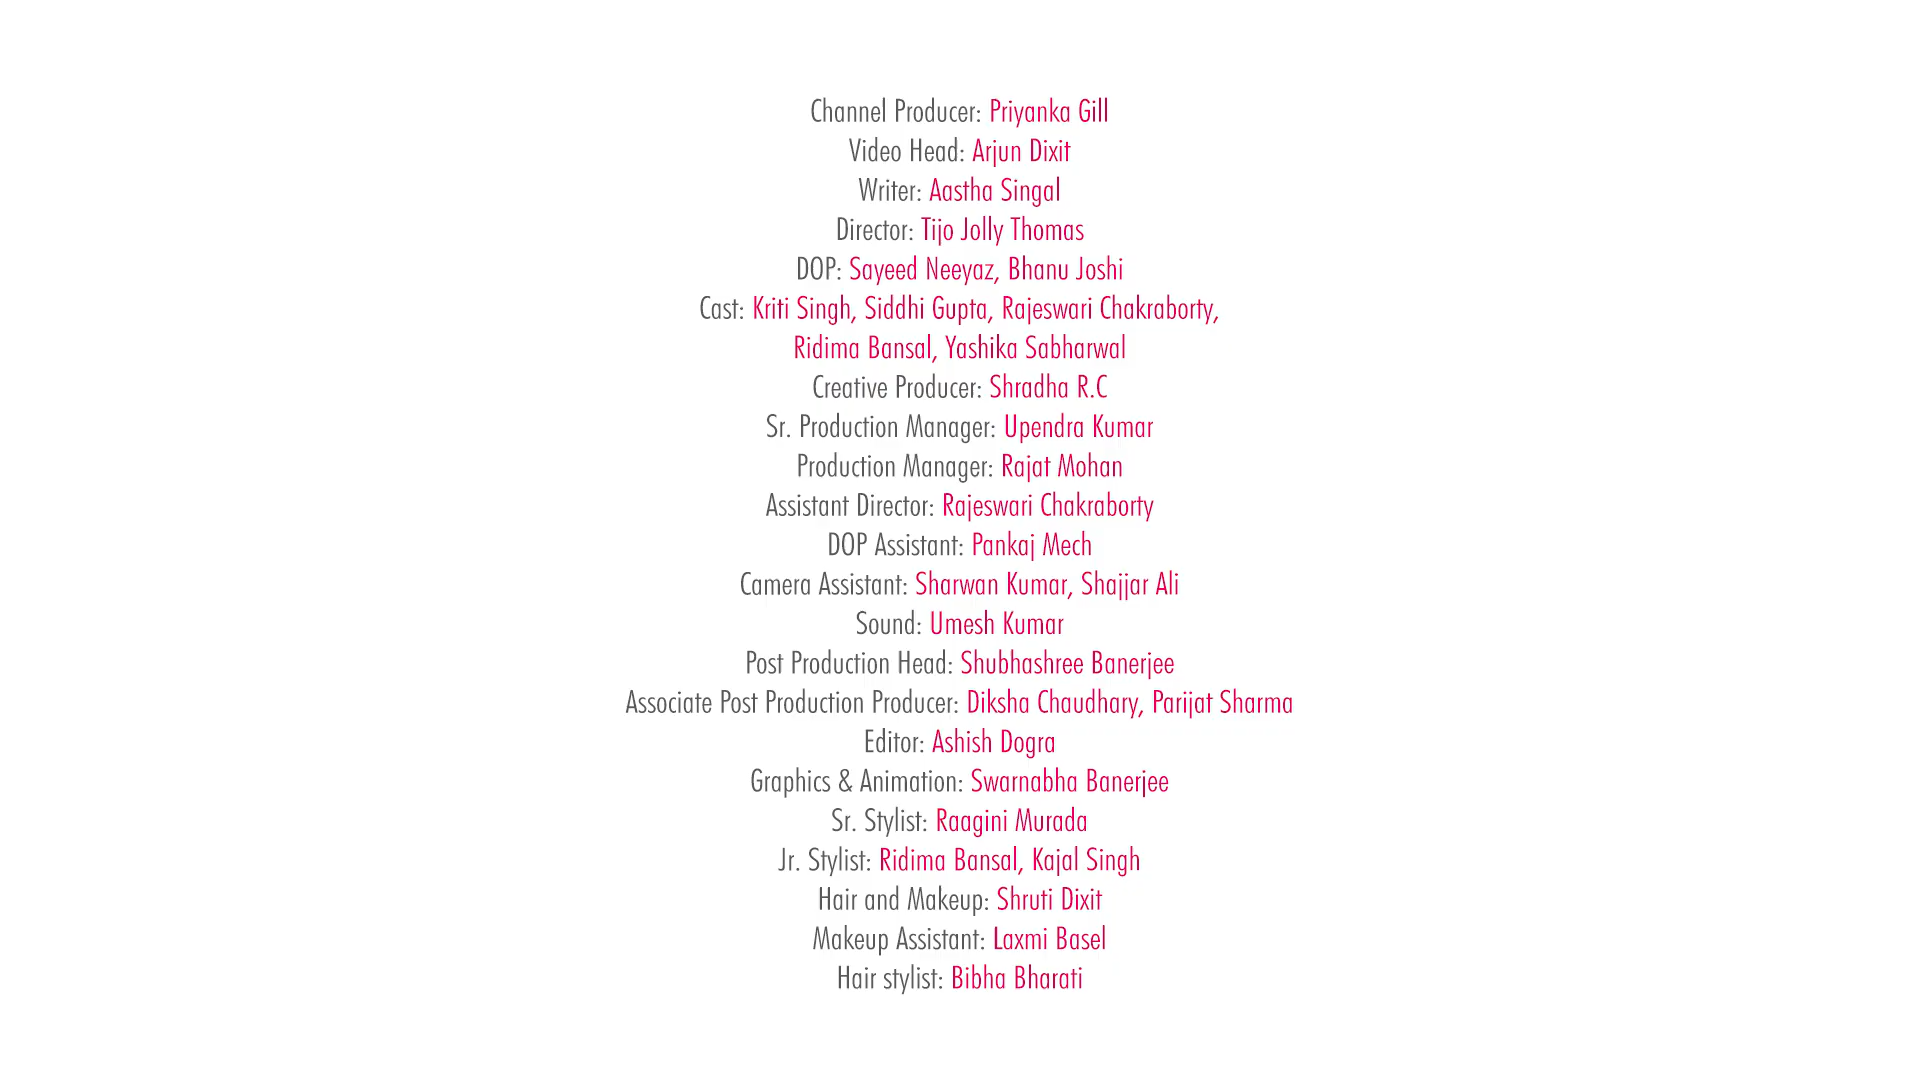 Channel Producer: Priyanka Gill
Video Head: Arjun Dixit
Writer: Aastha Singal
Director: Tijo Jolly Thomas
DOP: Sayeed Neeyaz, Bhanu Joshi
Cast: Kriti Singh, Siddhi Gupta, Rajeswari Chakraborty,
Ridima Bansal, Yashika Sabharwal
Creative Producer: Shradha R.C
Sr. Production Manager: Upendra Kumar
Production Manager: Rajat Mohan
Assistant Director: Rajeswari Chakraborty
DOP Assistant: Pankaj Mech
Camera Assistant: Sharwan Kumar, Shajjar Ali
Sound: Umesh Kumar
Post Production Head: Shubhashree Banerjee
Associate Post Production Producer: Diksha Chaudhary, Parijat Sharma
Editor: Ashish Dogra
Graphics & Animation: Swarnabha Banerjee
Sr. Stylist: Raagini Murada
Jr. Stylist: Ridima Bansal, Kajal Singh
Hair and Makeup: Shruti Dixit
Makeup Assistant: Laxmi Basel
Hair stylist: Bibha Bharati